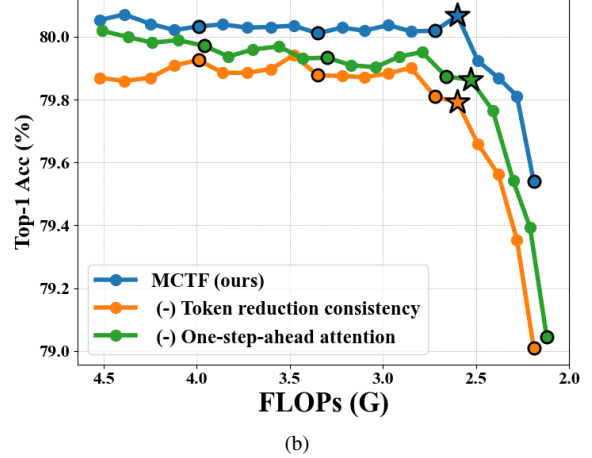 80.0
79.8
79.6
79.4
79.2
79.0
Top-1 Acc (%)
MCTF (ours)
(-) Token reduction consistency
(-) One-step-ahead attention
4.5 4.0 3.5 3.0 2.5 2.0
FLOPs (G)
(b)